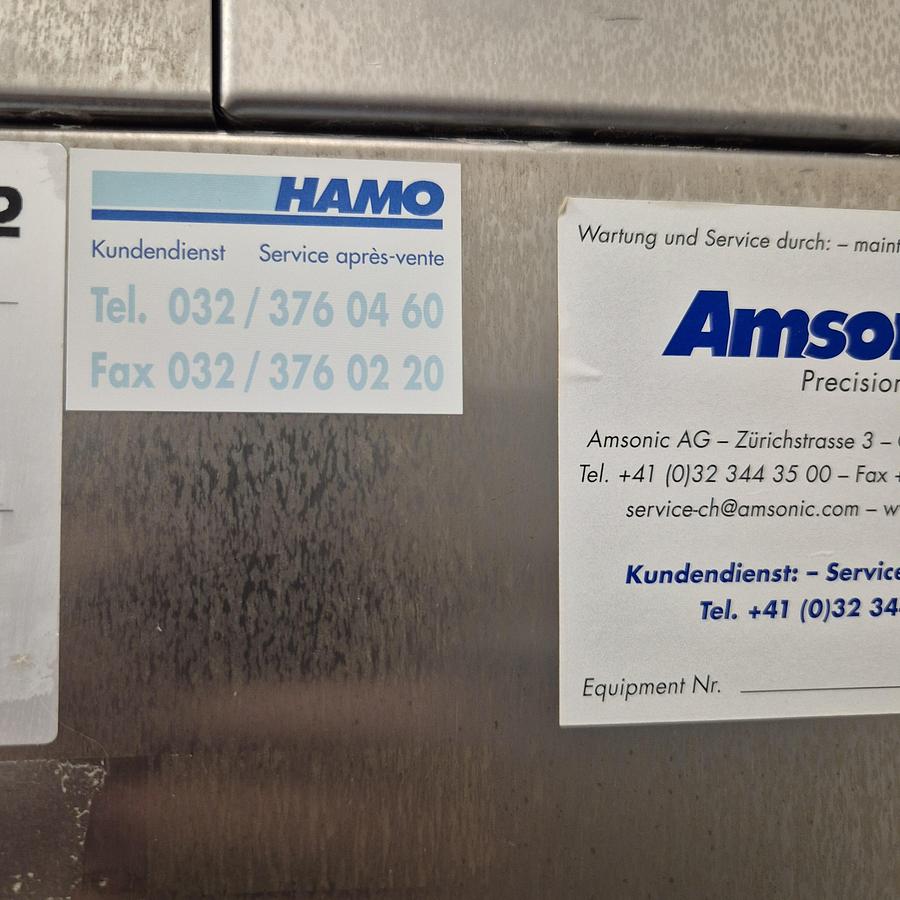 HAMO
Kundendienst Service après-vente
Tel. 032 / 376 04 60
Fax 032 / 376 02 20
Wartung und Service durch: –
Precision
Amsonic AG – Zürichstrasse 3 –
Tel. +41 (0)32 344 35 00 – Fax
service-ch@amsonic.com –
Kundendienst: – Service
Tel. +41 (0)32
Equipment Nr.